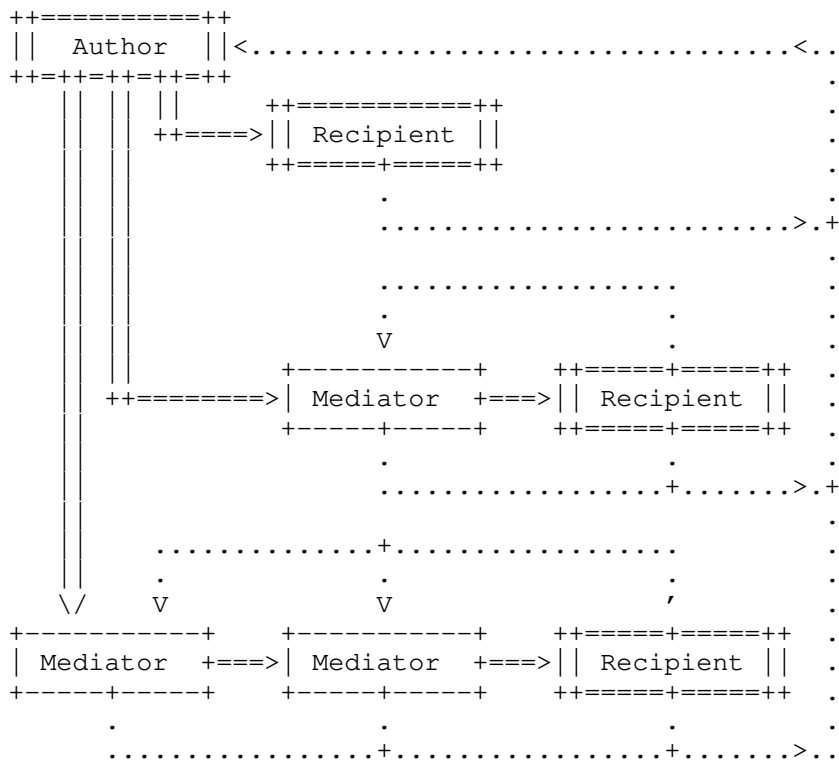 ++==========++
||  Author  ||<..................................<..
++=++=++=++=++                                     .
   || || ||     ++===========++                    .
   || || ++====>|| Recipient ||                    .
   || ||        ++=====+=====++                    .
   || ||               .                           .
   || ||               ..........................>.+
   || ||                                           .
   || ||               ...................         .
   || ||               .                 .         .
   || ||               V                 .         .
   || ||         +-----------+    ++=====+=====++  .
   || ++========>| Mediator  +===>|| Recipient ||  .
   ||            +-----+-----+    ++=====+=====++  .
   ||                  .                 .         .
   ||                  ..................+.......>.+
   ||                                              .
   ||    ..............+..................         .
   ||    .             .                 .         .
   \/    V             V                 '         .
+-----------+    +-----------+    ++=====+=====++  .
| Mediator  +===>| Mediator  +===>|| Recipient ||  .
+-----+-----+    +-----+-----+    ++=====+=====++  .
      .                .                 .         .
      .................+.................+.......>..